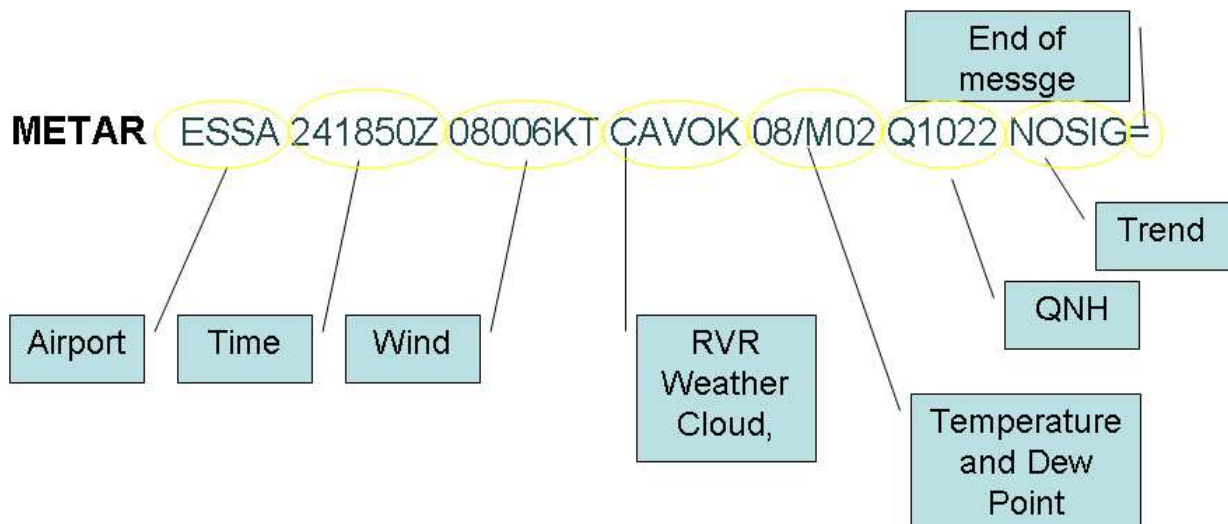 End of
messge
METAR ESSA 241850Z 08006KT CAVOK 08/M02 Q1022 NOSIG=
Trend
QNH
Airport
Time
Wind
RVR
Weather
Cloud,
Temperature
and Dew
Point